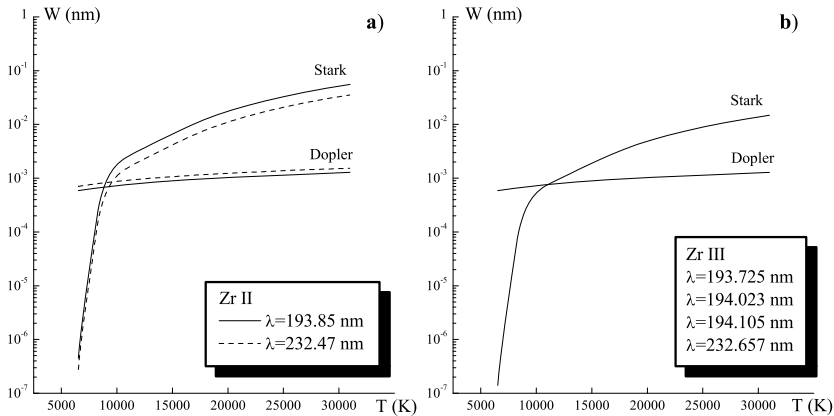 W (nm)
a)
1
10⁻¹
10⁻²
10⁻³
10⁻⁴
10⁻⁵
10⁻⁶
10⁻⁷
Stark
Dopler
Zr II
λ=193.85 nm
λ=232.47 nm
5000 10000 15000 20000 25000 30000 T (K)
W (nm)
b)
1
10⁻¹
10⁻²
10⁻³
10⁻⁴
10⁻⁵
10⁻⁶
10⁻⁷
Stark
Dopler
Zr III
λ=193.725 nm
λ=194.023 nm
λ=194.105 nm
λ=232.657 nm
5000 10000 15000 20000 25000 30000 T (K)